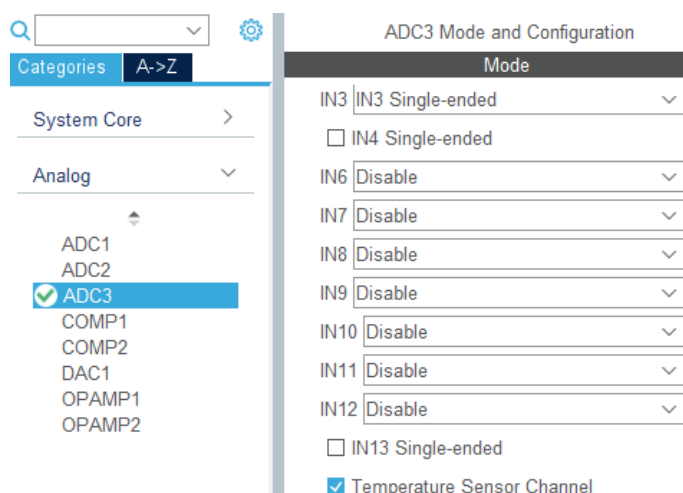 Categories
A->Z
System Core
Analog
ADC1
ADC2
ADC3
COMP1
COMP2
DAC1
OPAMP1
OPAMP2
ADC3 Mode and Configuration
Mode
IN3 IN3 Single-ended
IN4 Single-ended
IN6 Disable
IN7 Disable
IN8 Disable
IN9 Disable
IN10 Disable
IN11 Disable
IN12 Disable
IN13 Single-ended
Temperature Sensor Channel